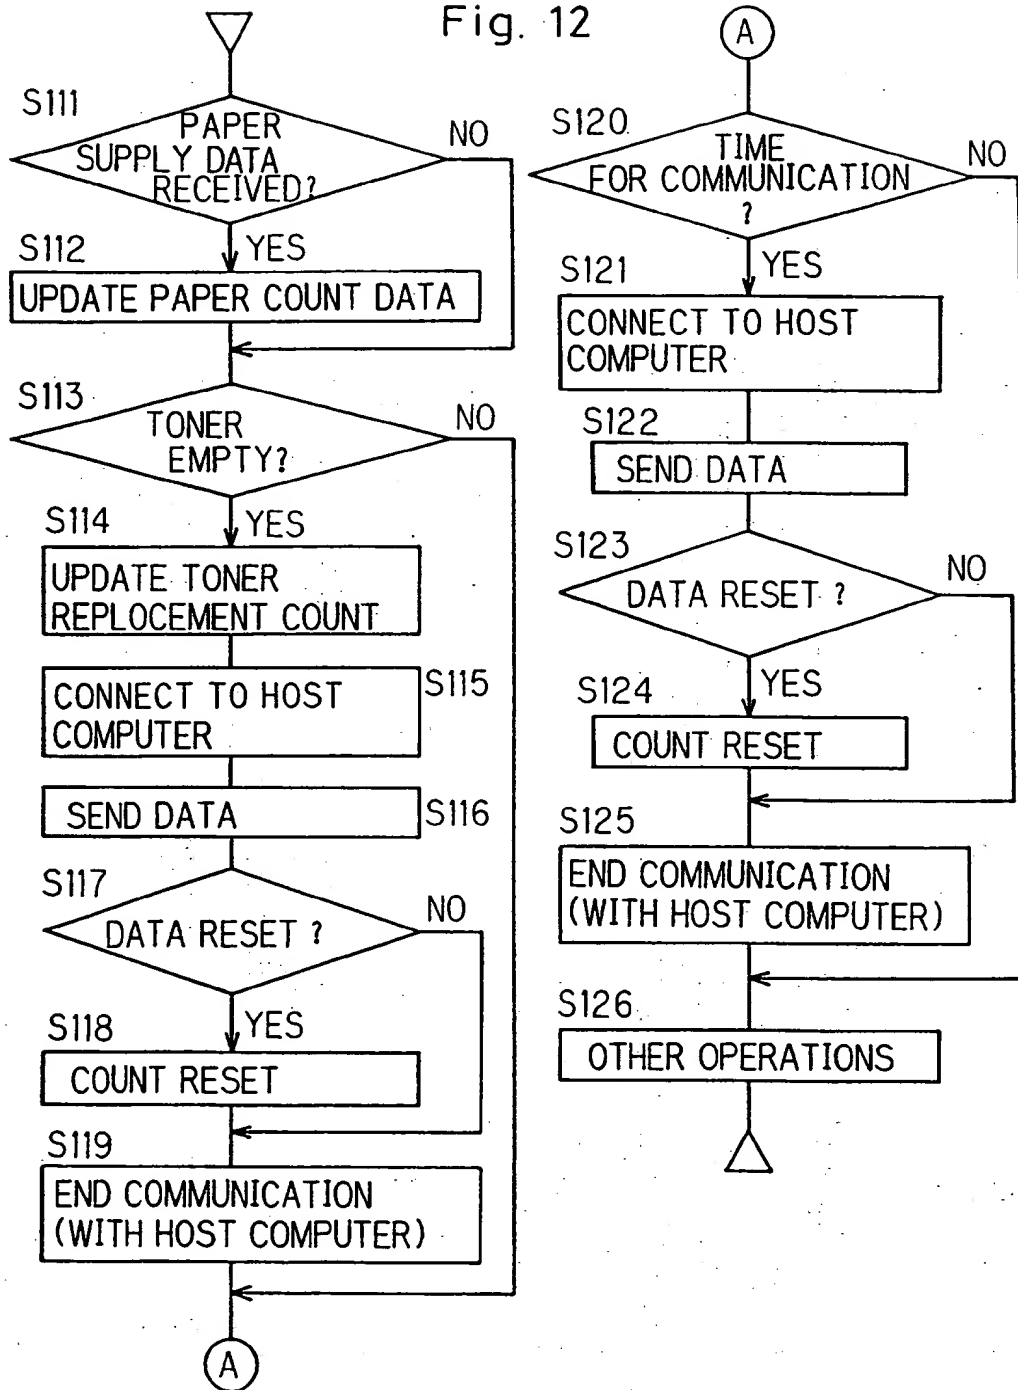 Fig. 12
S111
PAPER
SUPPLY DATA
RECEIVED?
NO
YES
S112
UPDATE PAPER COUNT DATA
S113
TONER
EMPTY?
NO
YES
S114
UPDATE TONER
REPLOCEMENT COUNT
CONNECT TO HOST
COMPUTER
S115
SEND DATA
S116
S117
DATA RESET ?
NO
YES
S118
COUNT RESET
S119
END COMMUNICATION
(WITH HOST COMPUTER)
A
A
S120
TIME
FOR COMMUNICATION
?
NO
YES
S121
CONNECT TO HOST
COMPUTER
S122
SEND DATA
S123
DATA RESET ?
NO
YES
S124
COUNT RESET
S125
END COMMUNICATION
(WITH HOST COMPUTER)
S126
OTHER OPERATIONS